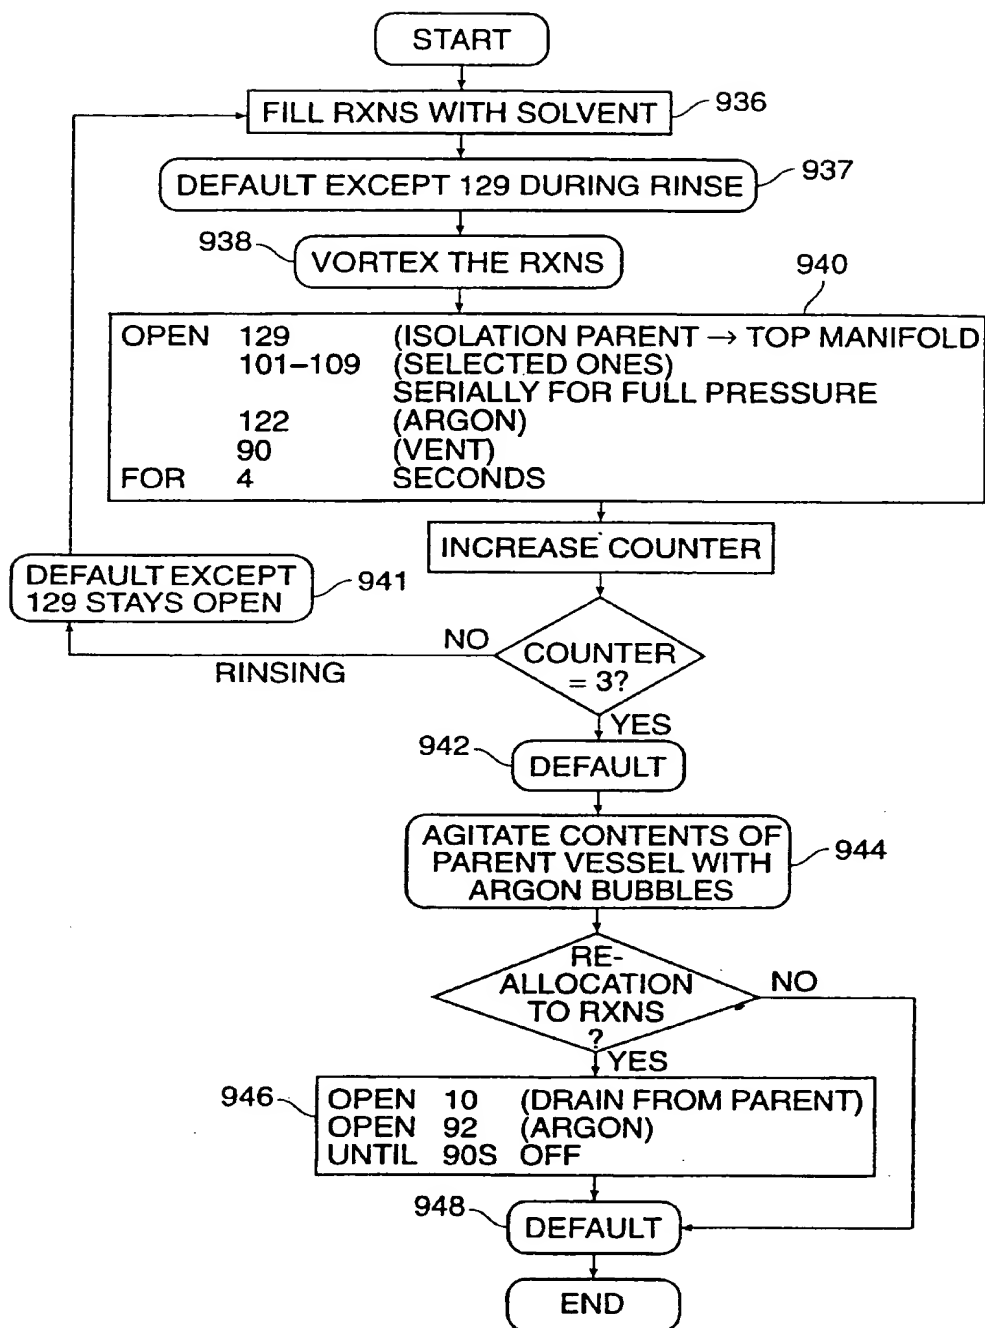 START
FILL RXNS WITH SOLVENT
936
DEFAULT EXCEPT 129 DURING RINSE
937
938
VORTEX THE RXNS
940
OPEN 129 (ISOLATION PARENT → TOP MANIFOLD
101–109 (SELECTED ONES)
SERIALLY FOR FULL PRESSURE
122 (ARGON)
90 (VENT)
FOR 4 SECONDS
INCREASE COUNTER
DEFAULT EXCEPT
129 STAYS OPEN
941
NO
RINSING
COUNTER
= 3?
YES
942
DEFAULT
AGITATE CONTENTS OF
PARENT VESSEL WITH
ARGON BUBBLES
944
RE-
ALLOCATION
TO RXNS
?
NO
YES
946
OPEN 10 (DRAIN FROM PARENT)
OPEN 92 (ARGON)
UNTIL 90S OFF
948
DEFAULT
END